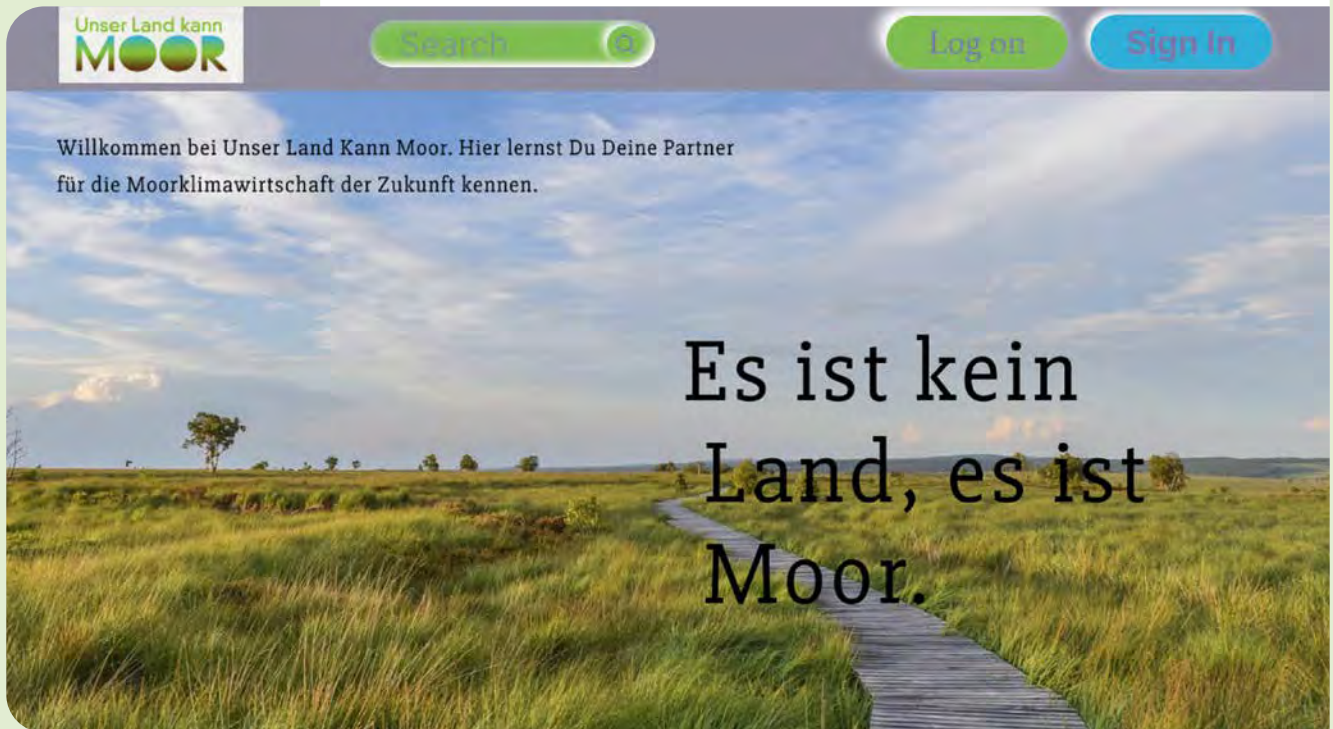 Unser Land kann
MOOR
Search
Log on
Sign In
Willkommen bei Unser Land Kann Moor. Hier lernst Du Deine Partner
für die Moorklimawirtschaft der Zukunft kennen.
Es ist kein
Land, es ist
Moor.